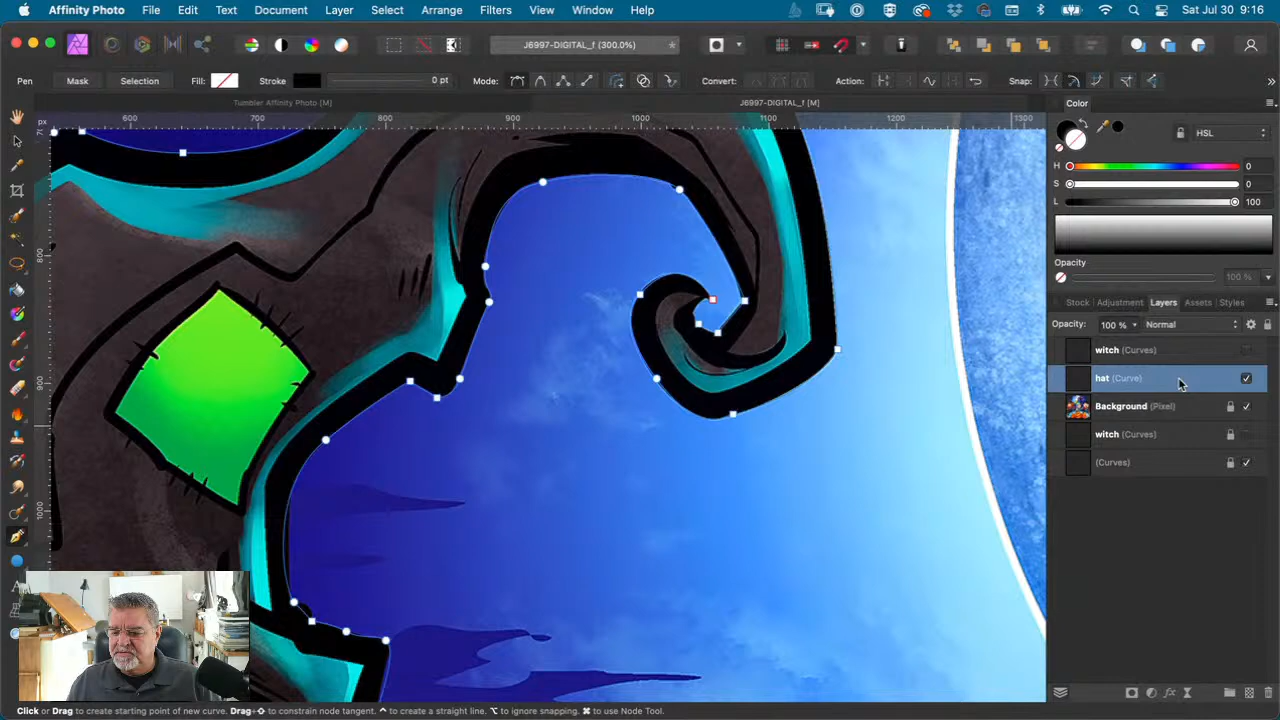 Affinity Photo File Edit Text Document Layer Select Arrange Filters View Window Help Sat Jul 30 9:16
J6997-DIGITAL_f (300.0%) *
Pen Mask Selection Fill: Stroke 0 pt Mode: Convert: Action: Snap: »
Tumbler Affinity Photo [M] J6997-DIGITAL_f [M]
px 600 700 800 900 1000 1100 1200 1300
800
900
1000
Color
HSL
H 0
S 0
L 100
Opacity
100 %
Stock Adjustment Layers Assets Styles
Opacity: 100 % Normal
witch (Curves)
hat (Curve)
Background (Pixel)
witch (Curves)
(Curves)
Click or Drag to create starting point of new curve. Drag+⇧ to constrain node tangent. ^ to create a straight line. ⌥ to ignore snapping. ⌘ to use Node Tool.